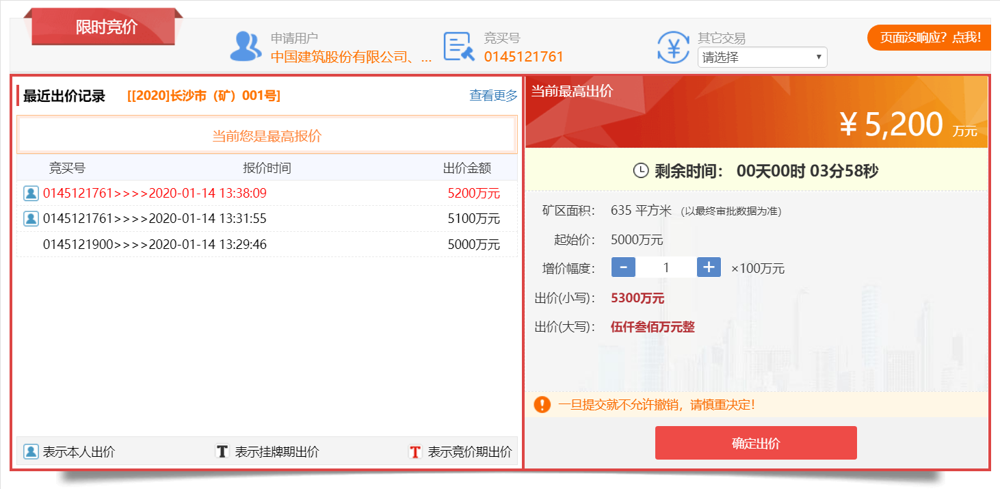 限时竞价
申请用户
中国建筑股份有限公司、...
竞买号
0145121761
其它交易
请选择
页面没响应？点我！
最近出价记录 [[2020]长沙市（矿）001号] 查看更多
当前您是最高报价
竞买号 报价时间 出价金额
0145121761>>>>2020-01-14 13:38:09 5200万元
0145121761>>>>2020-01-14 13:31:55 5100万元
0145121900>>>>2020-01-14 13:29:46 5000万元
表示本人出价 T 表示挂牌期出价 T 表示竞价期出价
当前最高出价
￥5,200 万元
剩余时间： 00天00时 03分58秒
矿区面积： 635 平方米 （以最终审批数据为准）
起始价： 5000万元
增价幅度： - 1 + ×100万元
出价(小写)： 5300万元
出价(大写)： 伍仟叁佰万元整
一旦提交就不允许撤销，请慎重决定！
确定出价